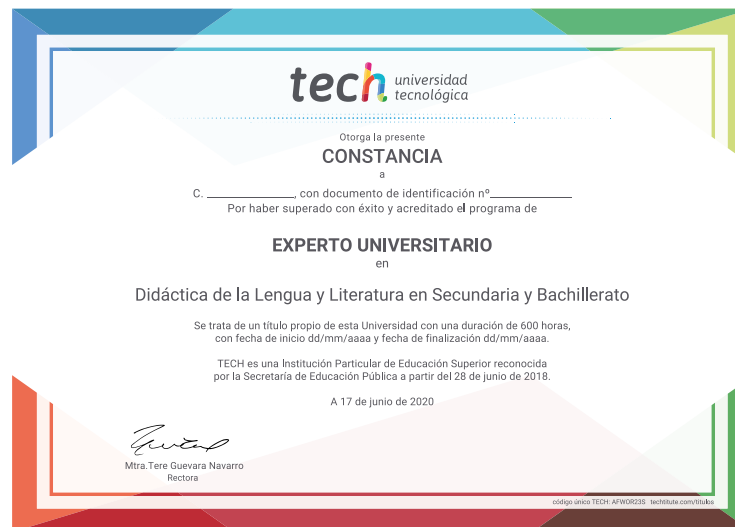 tech universidad
tecnológica
Otorga la presente
CONSTANCIA
a
C. ________________, con documento de identificación nº_______________
Por haber superado con éxito y acreditado el programa de
EXPERTO UNIVERSITARIO
en
Didáctica de la Lengua y Literatura en Secundaria y Bachillerato
Se trata de un título propio de esta Universidad con una duración de 600 horas,
con fecha de inicio dd/mm/aaaa y fecha de finalización dd/mm/aaaa.
TECH es una Institución Particular de Educación Superior reconocida
por la Secretaría de Educación Pública a partir del 28 de junio de 2018.
A 17 de junio de 2020
Mtra.Tere Guevara Navarro
Rectora
código único TECH: AFWOR23S techtitute.com/títulos